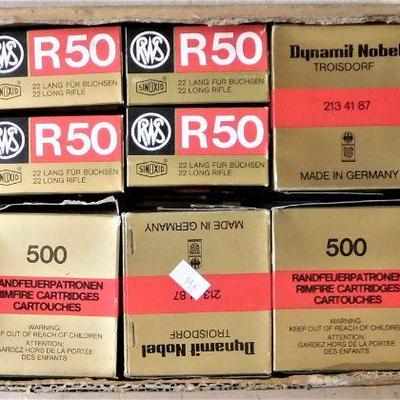 RWS
R50
SINOXID
22 LANG FÜR BÜCHSEN
22 LONG RIFLE
RWS
R50
SINOXID
22 LANG FÜR BÜCHSEN
22 LONG RIFLE
Dynamit Nobel
TROISDORF
213 41 87
MADE IN GERMANY
RWS
R50
SINOXID
22 LANG FÜR BÜCHSEN
22 LONG RIFLE
RWS
R50
SINOXID
22 LANG FÜR BÜCHSEN
22 LONG RIFLE
500
RANDFEUERPATRONEN
RIMFIRE CARTRIDGES
CARTOUCHES
WARNING:
KEEP OUT OF REACH OF CHILDREN
ATTENTION:
GARDEZ HORS DE LA PORTÉE
DES ENFANTS
Dynamit Nobel
TROISDORF
213 41 87
MADE IN GERMANY
500
RANDFEUERPATRONEN
RIMFIRE CARTRIDGES
CARTOUCHES
WARNING:
KEEP OUT OF REACH OF CHILDREN
ATTENTION:
GARDEZ HORS DE LA PORTÉE
DES ENFANTS